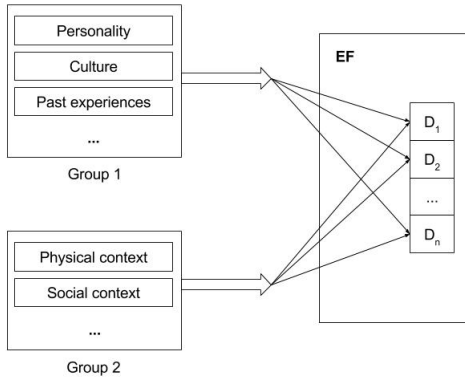 Personality
Culture
Past experiences
...
Group 1
EF
D1
D2
...
Dn
Physical context
Social context
...
Group 2